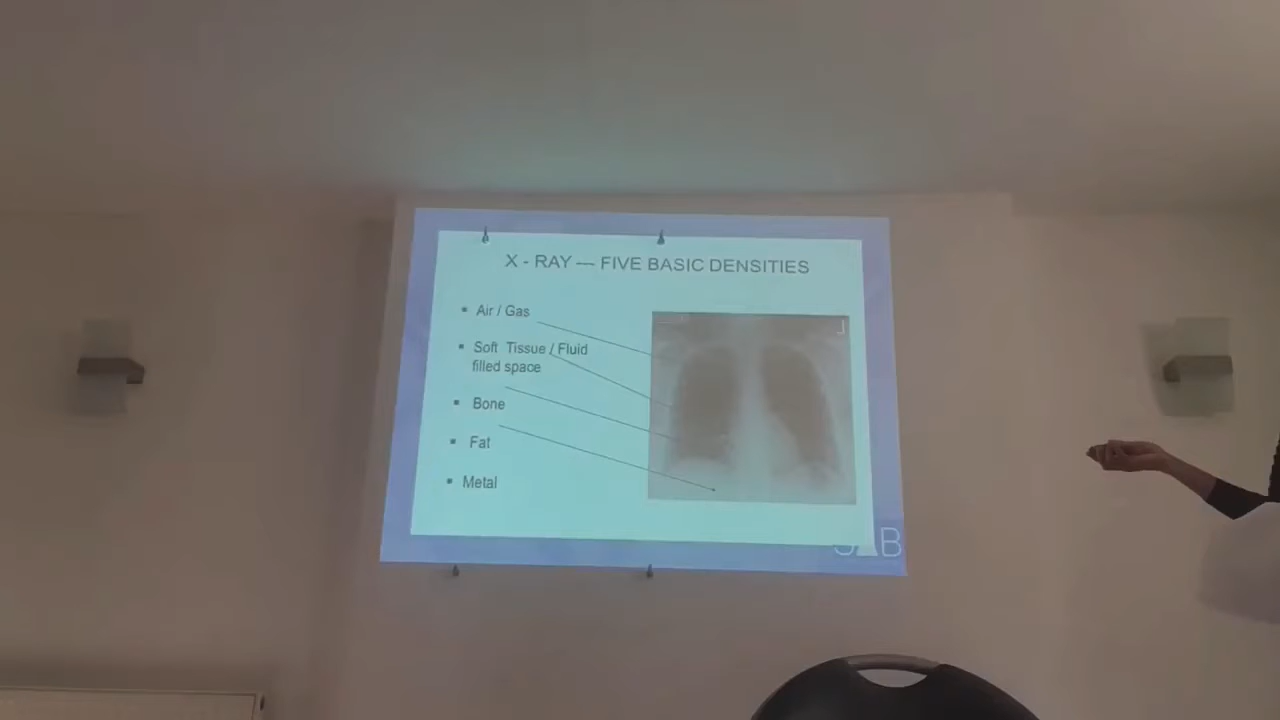 X - RAY — FIVE BASIC DENSITIES
▪ Air / Gas
▪ Soft Tissue / Fluid
filled space
▪ Bone
▪ Fat
▪ Metal